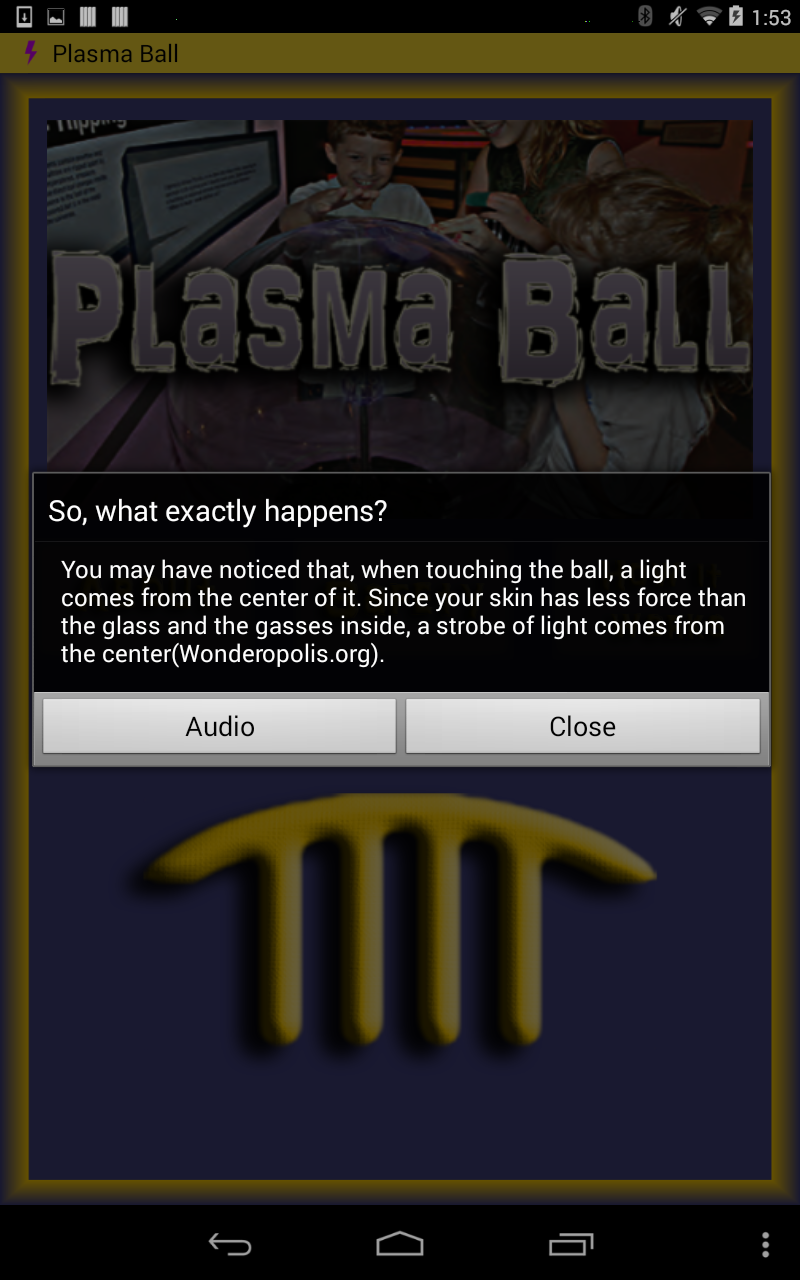 1:53
Plasma Ball
Plasma Ball
So, what exactly happens?
You may have noticed that, when touching the ball, a light
comes from the center of it. Since your skin has less force than
the glass and the gasses inside, a strobe of light comes from
the center(Wonderopolis.org).
Audio
Close